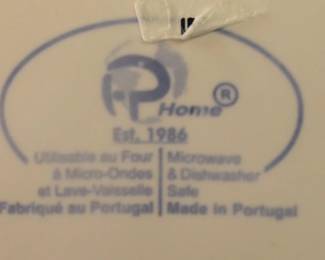 P Home®
Est. 1986
Utilisable au Four
à Micro-Ondes
et Lave-Vaisselle
Fabriqué au Portugal
Microwave
& Dishwasher
Safe
Made in Portugal